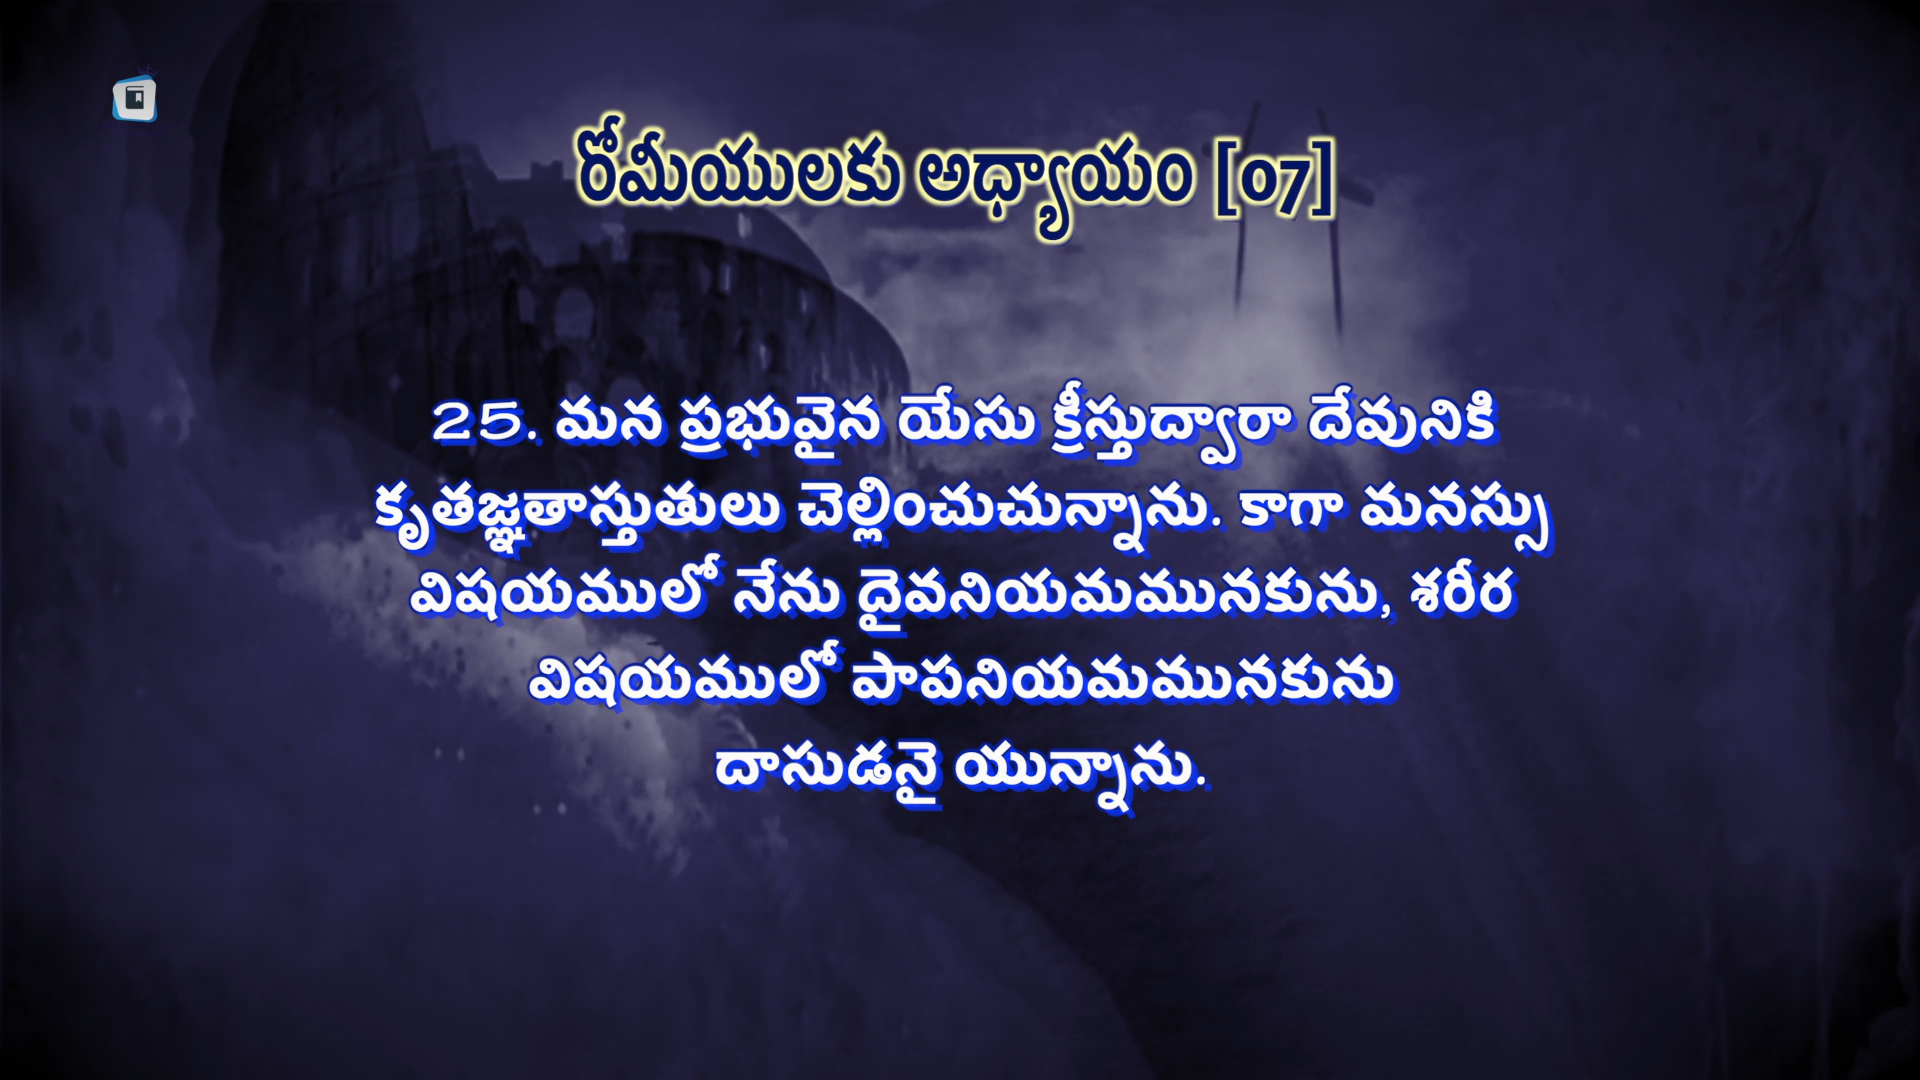 రోమీయులకు అధ్యాయం [07]
25. మన ప్రభువైన యేసు క్రీస్తుద్వారా దేవునికి
కృతజ్ఞతాస్తుతులు చెల్లించుచున్నాను. కాగా మనస్సు
విషయములో నేను దైవనియమమునకును, శరీర
విషయములో పాపనియమమునకును
దాసుడనై యున్నాను.